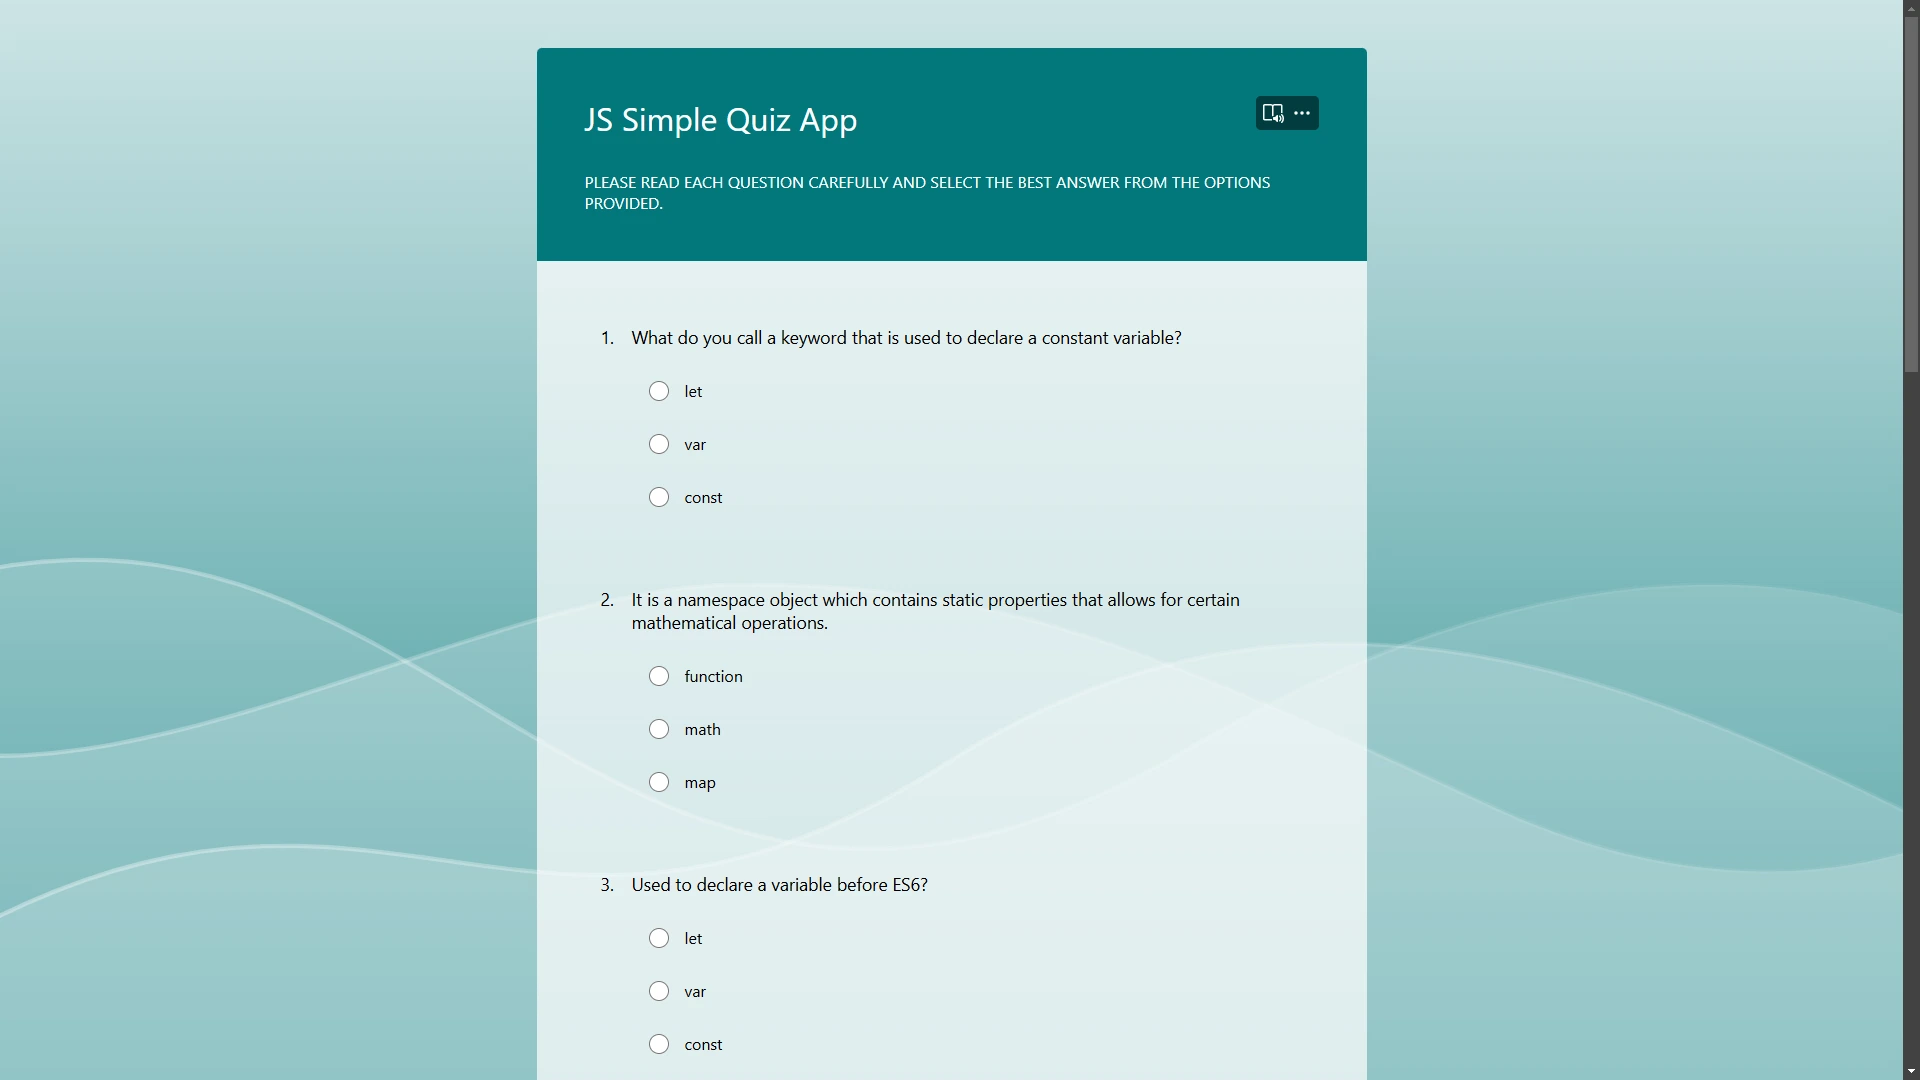 JS Simple Quiz App
PLEASE READ EACH QUESTION CAREFULLY AND SELECT THE BEST ANSWER FROM THE OPTIONS
PROVIDED.
1. What do you call a keyword that is used to declare a constant variable?
let
var
const
2. It is a namespace object which contains static properties that allows for certain
mathematical operations.
function
math
map
3. Used to declare a variable before ES6?
let
var
const